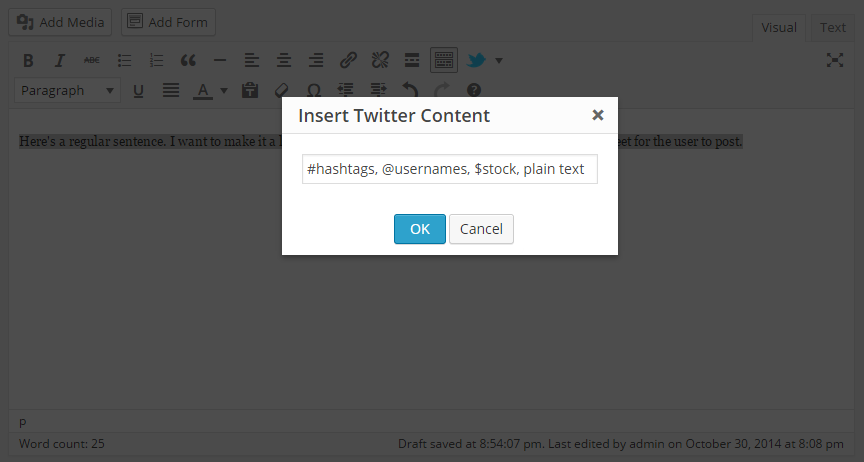 Add Media Add Form
Visual Text
B I ABC
Paragraph U A Ω ?
Insert Twitter Content ×
Here's a regular sentence. I want to make it a eet for the user to post.
#hashtags, @usernames, $stock, plain text
OK Cancel
p
Word count: 25 Draft saved at 8:54:07 pm. Last edited by admin on October 30, 2014 at 8:08 pm